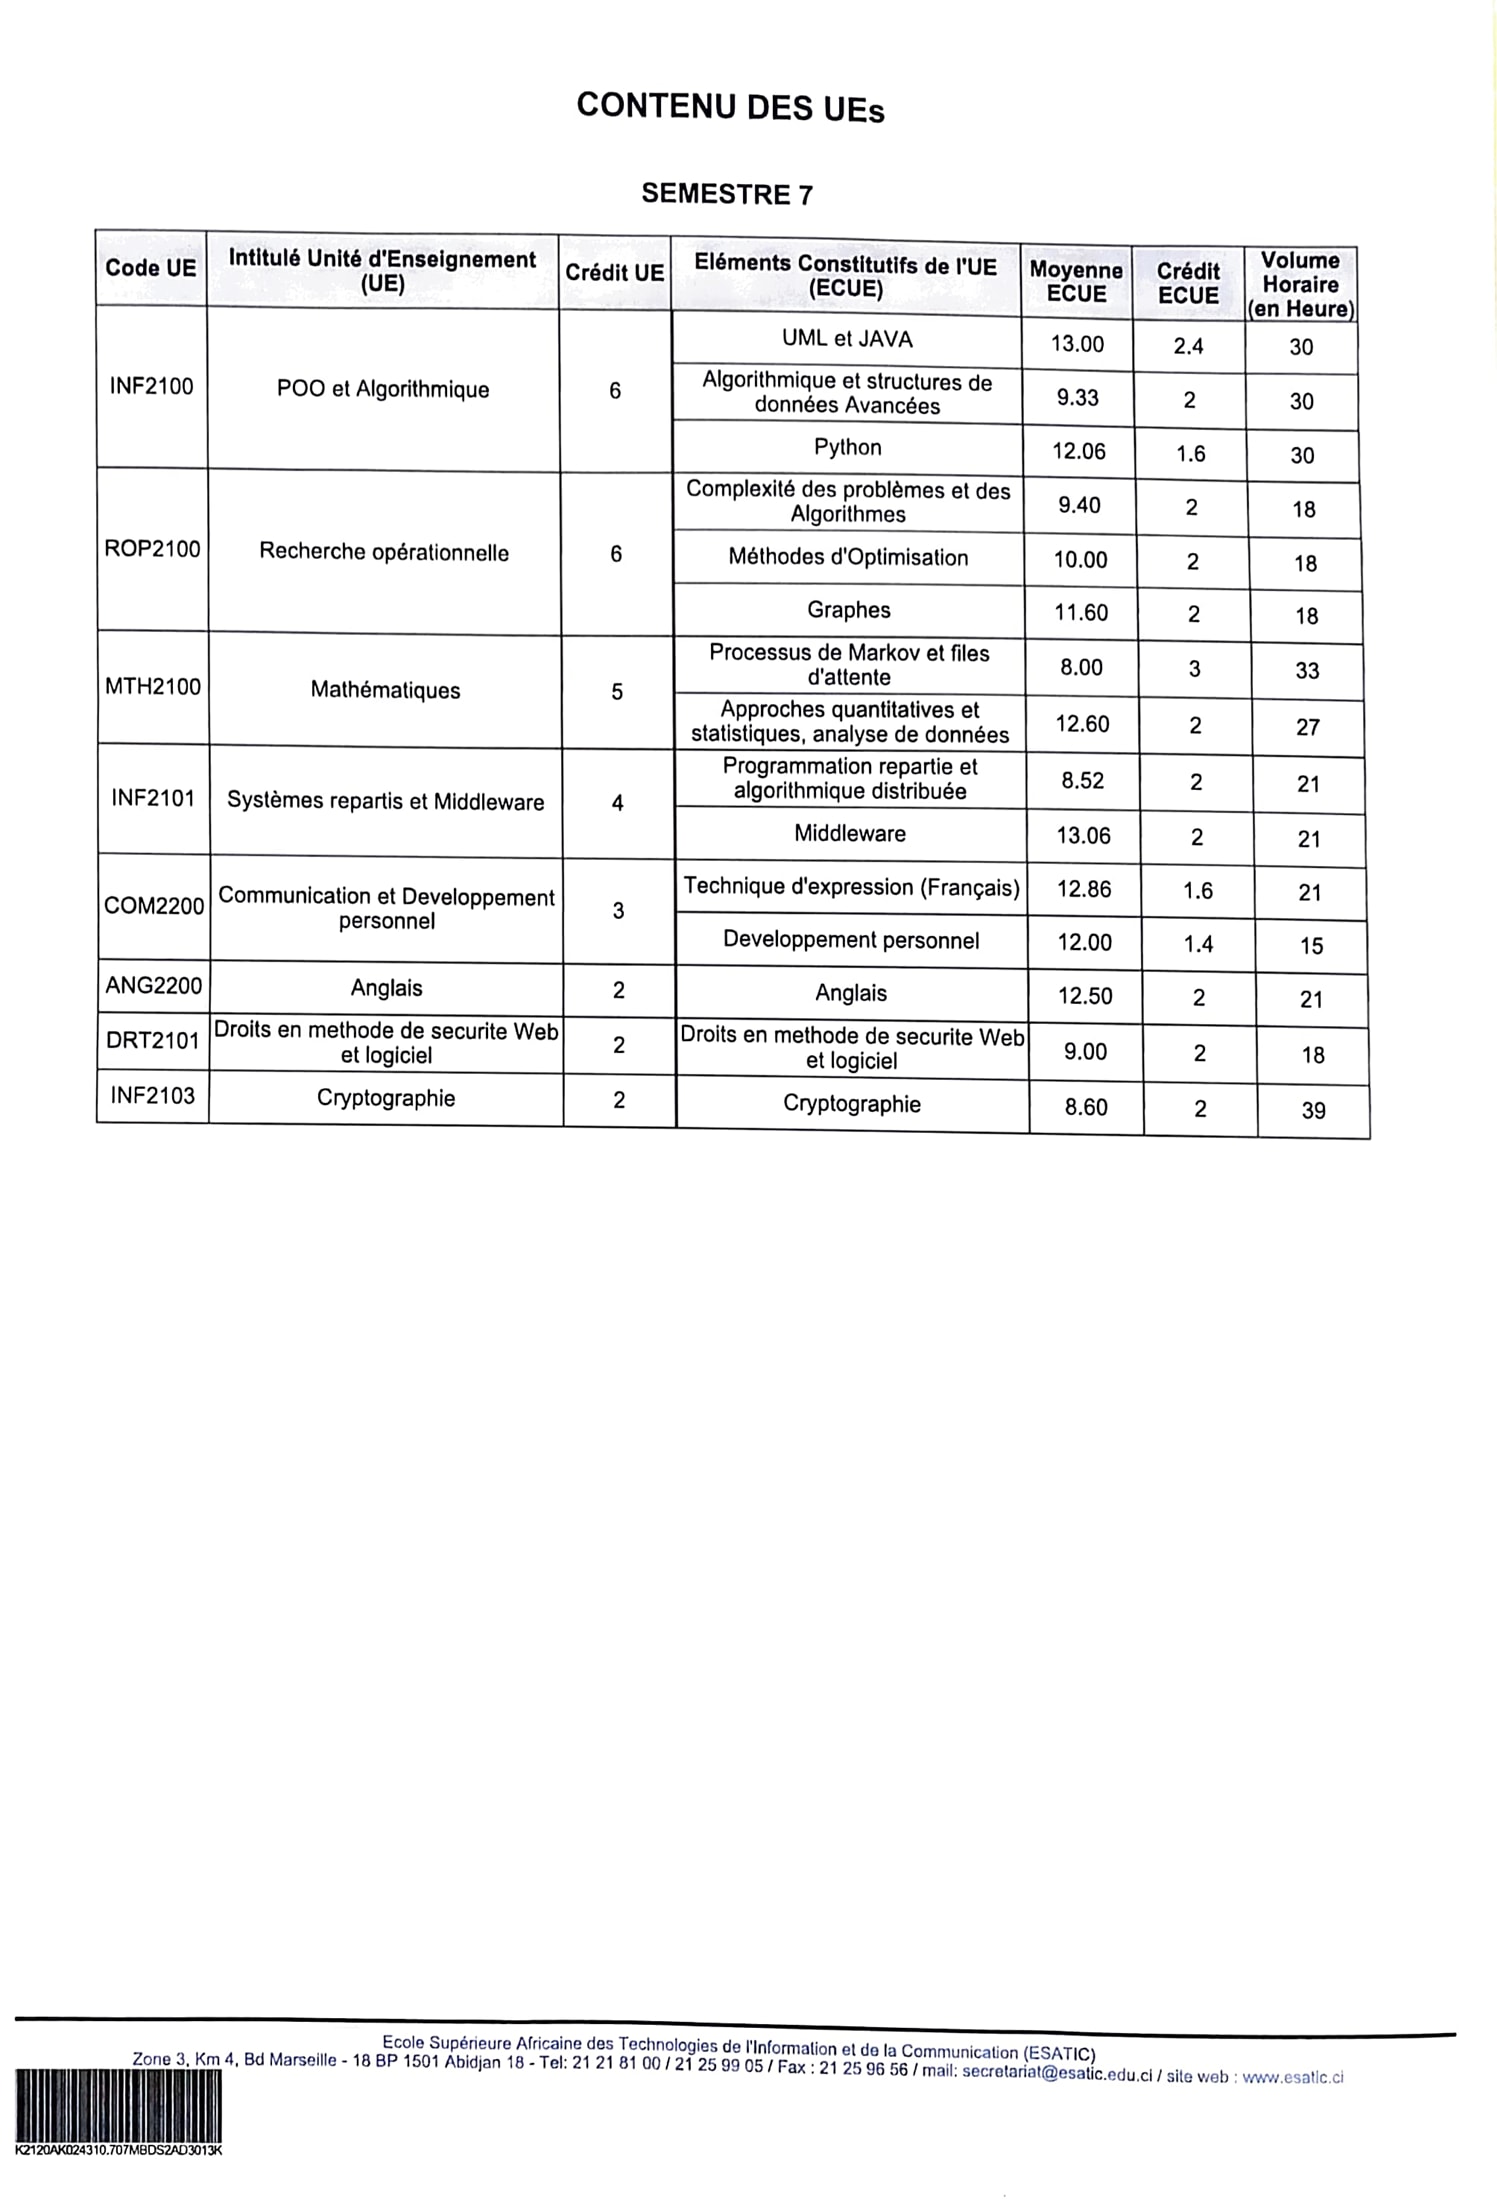 CONTENU DES UEs
SEMESTRE 7
Code UE
Intitulé Unité d'Enseignement
(UE)
Crédit UE
Eléments Constitutifs de l'UE
(ECUE)
Moyenne
ECUE
Crédit
ECUE
Volume
Horaire
(en Heure)
INF2100
POO et Algorithmique
6
UML et JAVA
13.00
2.4
30
Algorithmique et structures de
données Avancées
9.33
2
30
Python
12.06
1.6
30
ROP2100
Recherche opérationnelle
6
Complexité des problèmes et des
Algorithmes
9.40
2
18
Méthodes d'Optimisation
10.00
2
18
Graphes
11.60
2
18
MTH2100
Mathématiques
5
Processus de Markov et files
d'attente
8.00
3
33
Approches quantitatives et
statistiques, analyse de données
12.60
2
27
INF2101
Systèmes repartis et Middleware
4
Programmation repartie et
algorithmique distribuée
8.52
2
21
Middleware
13.06
2
21
COM2200
Communication et Developpement
personnel
3
Technique d'expression (Français)
12.86
1.6
21
Developpement personnel
12.00
1.4
15
ANG2200
Anglais
2
Anglais
12.50
2
21
DRT2101
Droits en methode de securite Web
et logiciel
2
Droits en methode de securite Web
et logiciel
9.00
2
18
INF2103
Cryptographie
2
Cryptographie
8.60
2
39
Ecole Supérieure Africaine des Technologies de l'Information et de la Communication (ESATIC)
Zone 3, Km 4, Bd Marseille - 18 BP 1501 Abidjan 18 - Tel: 21 21 81 00 / 21 25 99 05 / Fax : 21 25 96 56 / mail: secretariat@esatic.edu.ci / site web : www.esatic.ci
K2120AK024310.707MBDS2AD3013K